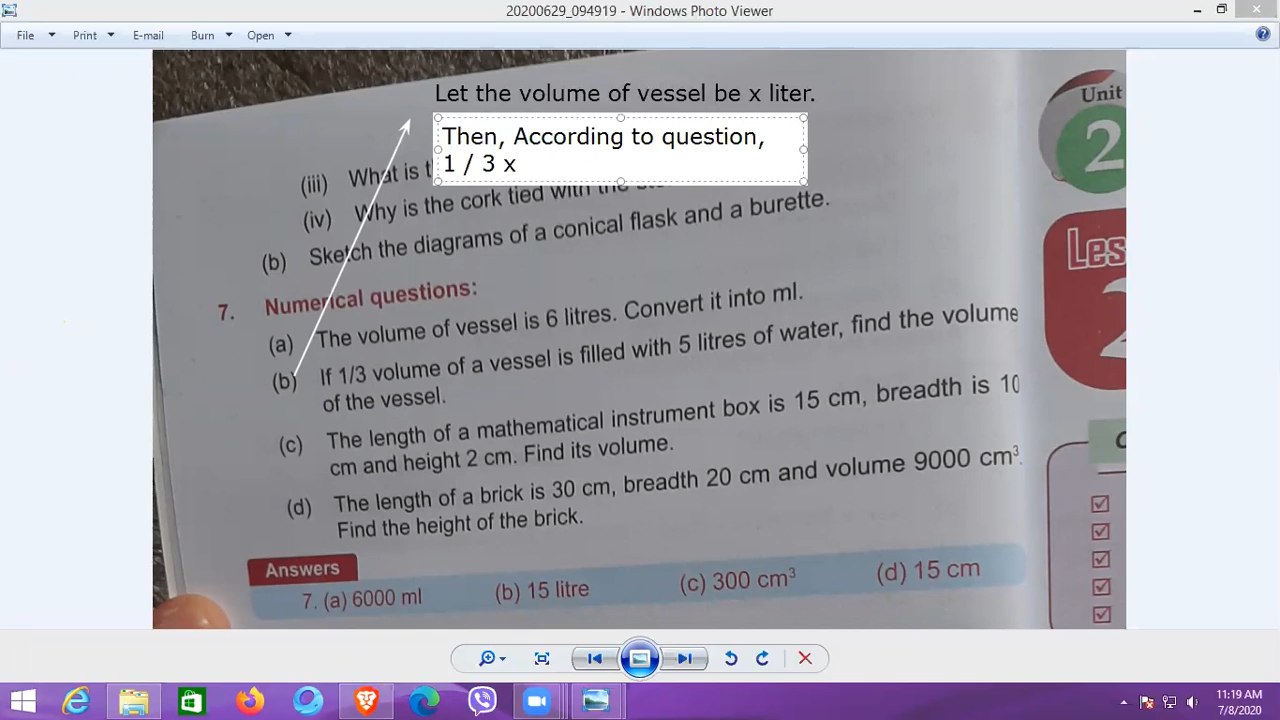 20200629_094919 - Windows Photo Viewer
File Print E-mail Burn Open
Let the volume of vessel be x liter.
Then, According to question,
1 / 3 x
(iii) What is
(iv) Why is the cork tied with the
(b) Sketch the diagrams of a conical flask and a burette.
7. Numerical questions:
(a) The volume of vessel is 6 litres. Convert it into ml.
(b) If 1/3 volume of a vessel is filled with 5 litres of water, find the volume
of the vessel.
(c) The length of a mathematical instrument box is 15 cm, breadth is 10
cm and height 2 cm. Find its volume.
(d) The length of a brick is 30 cm, breadth 20 cm and volume 9000 cm³.
Find the height of the brick.
Answers
7. (a) 6000 ml (b) 15 litre (c) 300 cm³ (d) 15 cm
Unit
2
Les
11:19 AM
7/8/2020